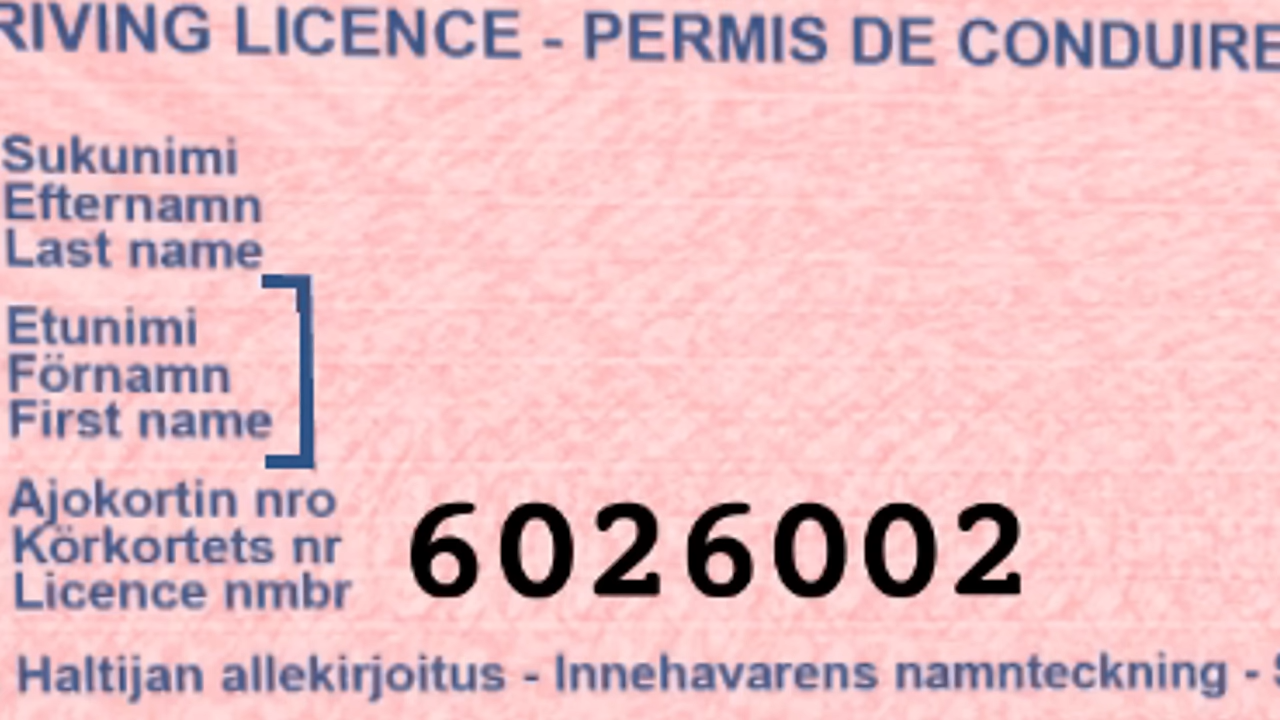 RIVING LICENCE - PERMIS DE CONDUIRE
Sukunimi
Efternamn
Last name
Etunimi
Förnamn
First name
Ajokortin nro
Körkortets nr
Licence nmbr
6026002
Haltijan allekirjoitus - Innehavarens namnteckning -